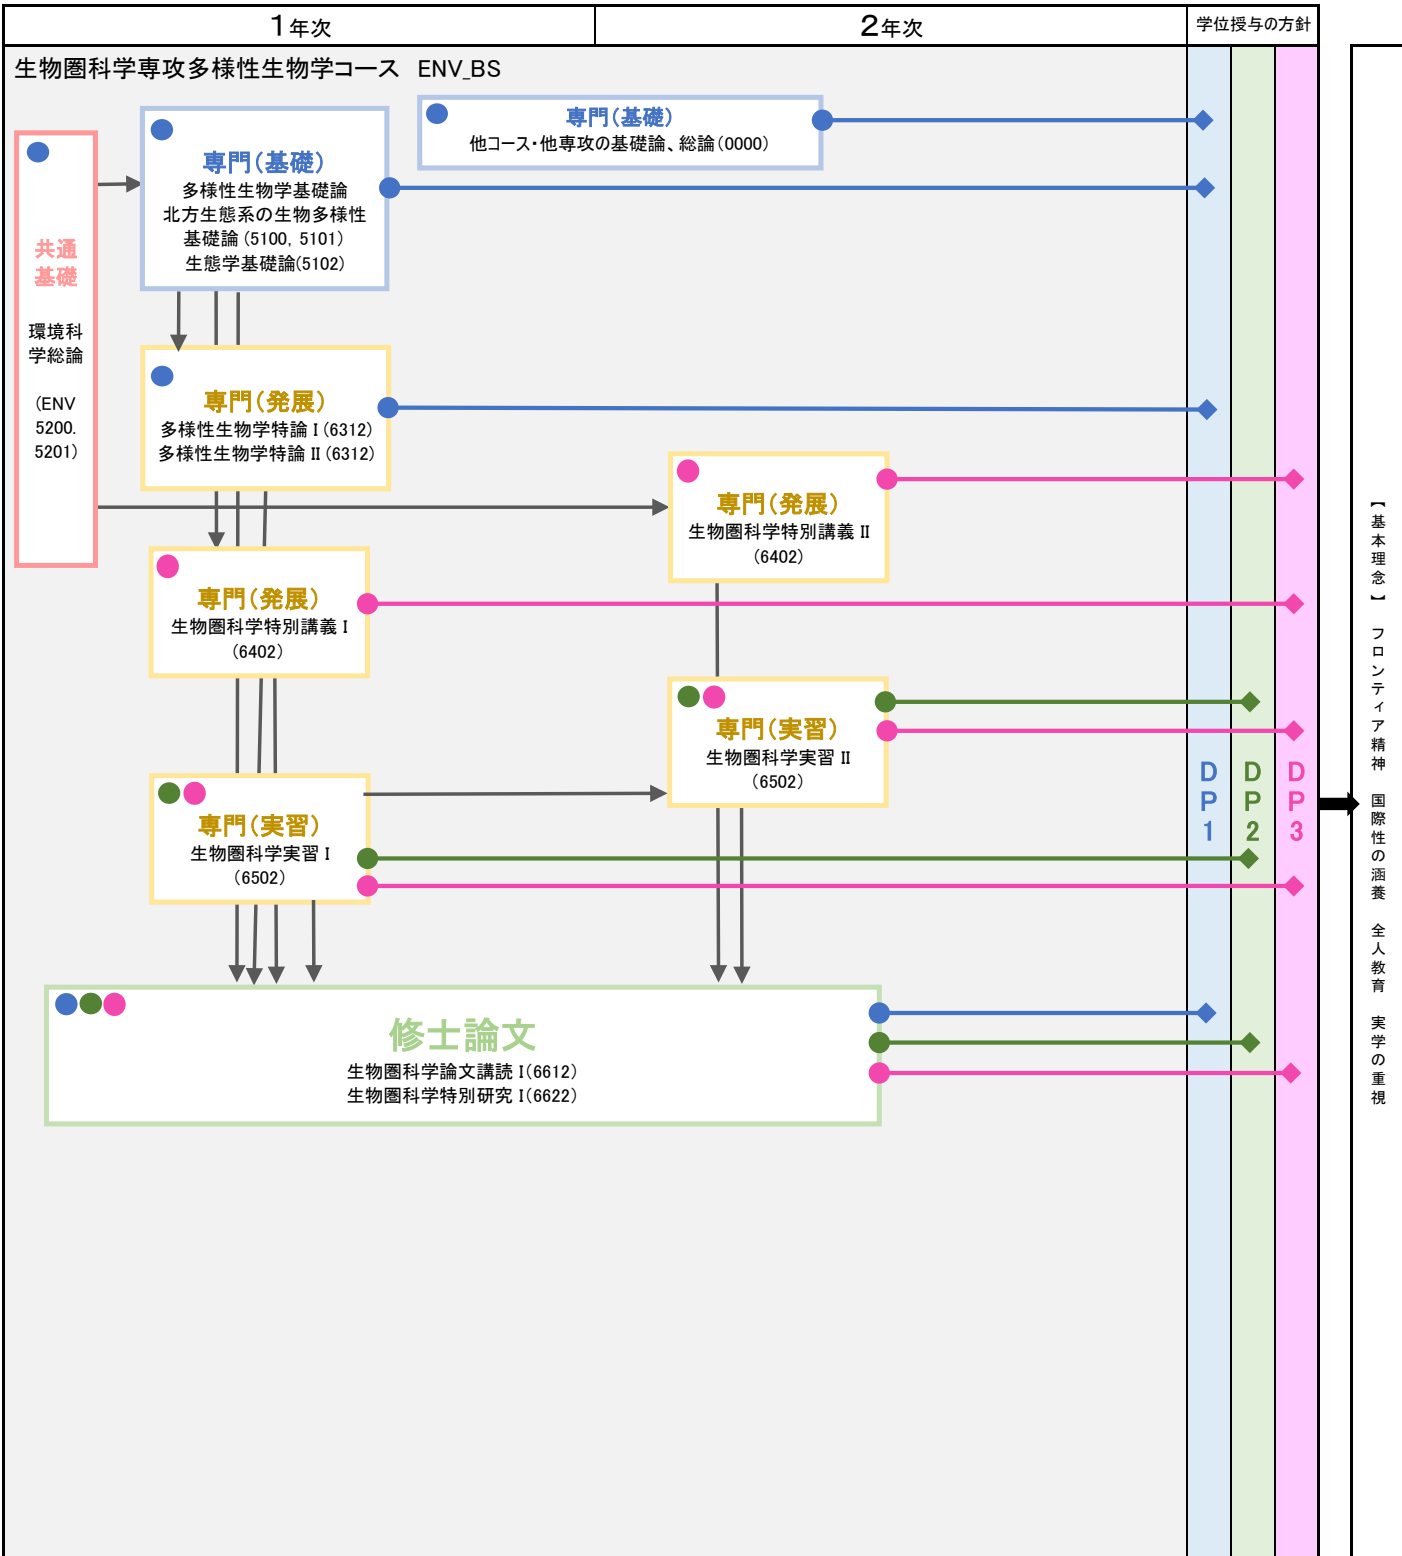 1年次
2年次
学位授与の方針
生物圏科学専攻多様性生物学コース ENV_BS
共通
基礎
環境科
学総論
(ENV
5200.
5201)
専門(基礎)
多様性生物学基礎論
北方生態系の生物多様性
基礎論(5100, 5101)
生態学基礎論(5102)
専門(基礎)
他コース・他専攻の基礎論、総論(0000)
専門(発展)
多様性生物学特論 I (6312)
多様性生物学特論 II (6312)
専門(発展)
生物圏科学特別講義 II
(6402)
専門(発展)
生物圏科学特別講義 I
(6402)
専門(実習)
生物圏科学実習 II
(6502)
専門(実習)
生物圏科学実習 I
(6502)
修士論文
生物圏科学論文講読 I(6612)
生物圏科学特別研究 I(6622)
DP1
DP2
DP3
【基本理念】 フロンティア精神 国際性の涵養 全人教育 実学の重視